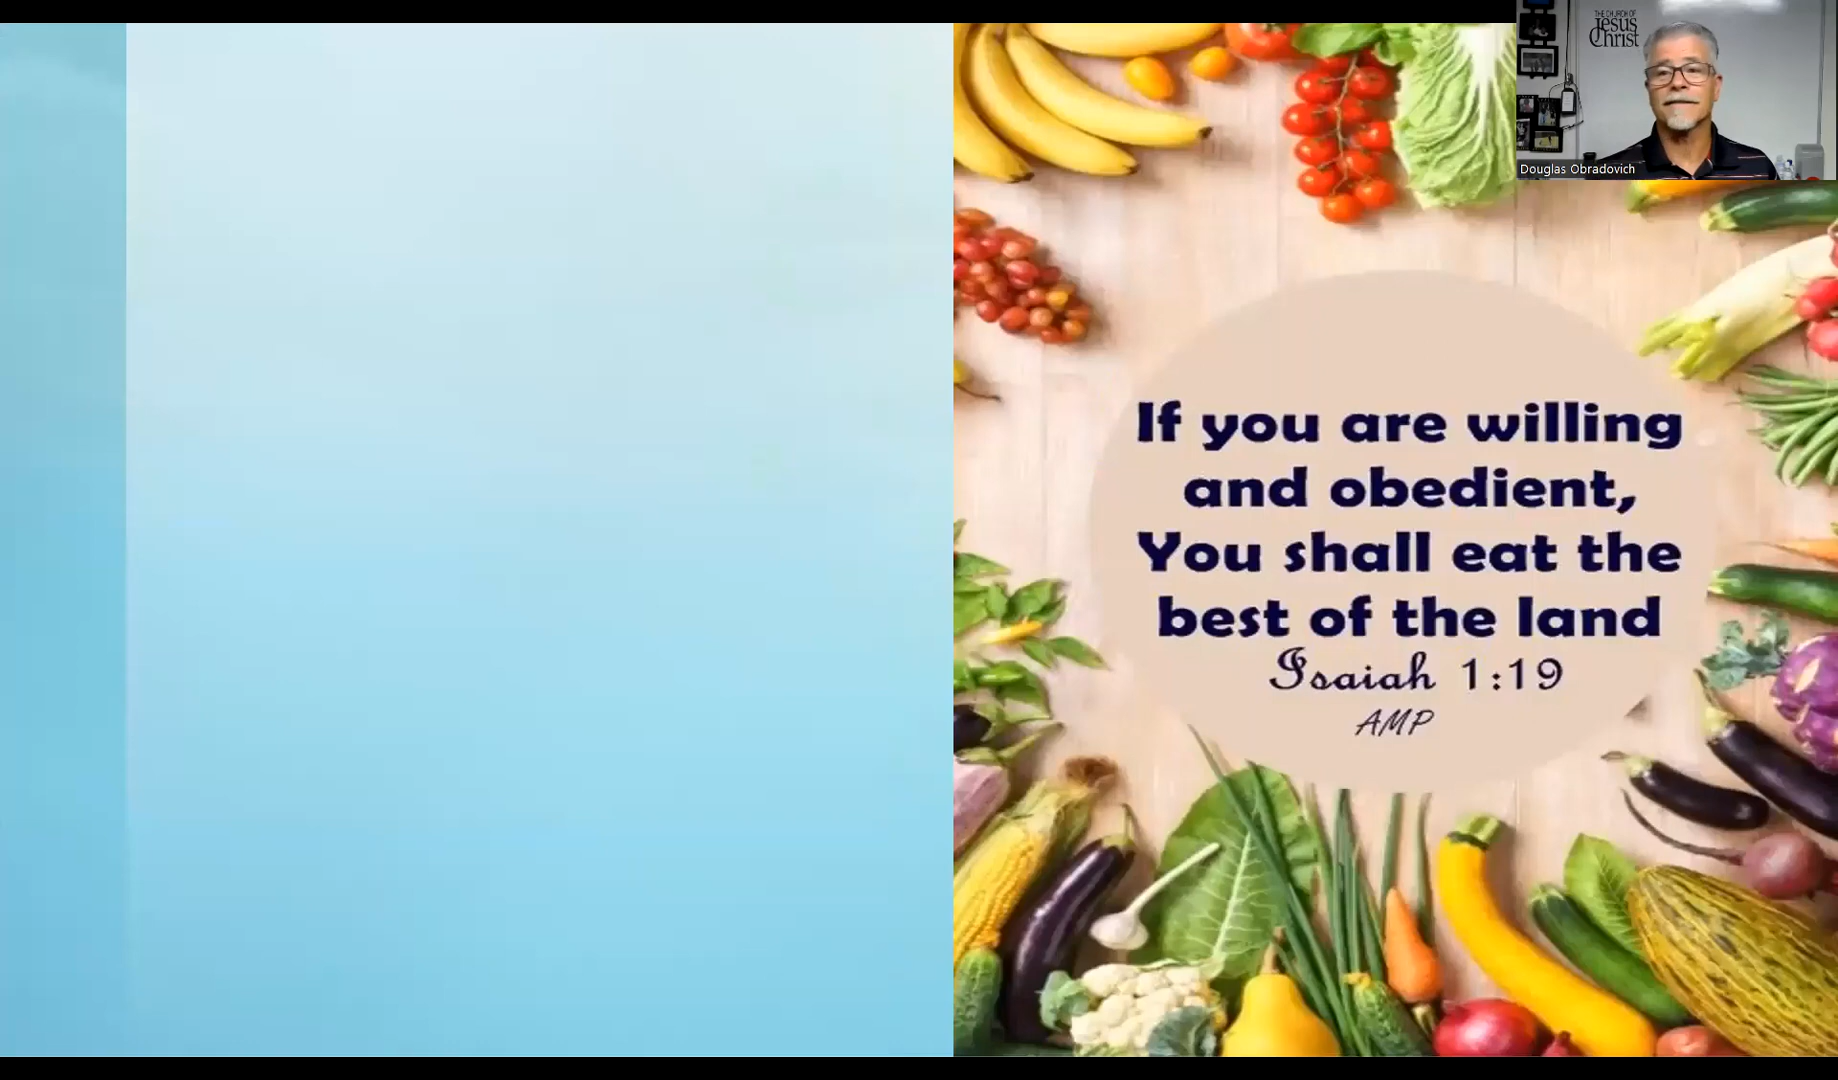 THE CHURCH OF
Jesus
Christ
Douglas Obradovich
If you are willing
and obedient,
You shall eat the
best of the land
Isaiah 1:19
AMP